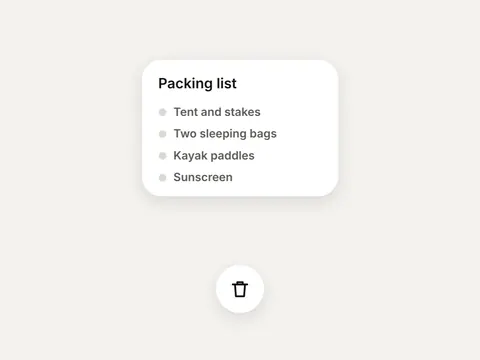 Packing list
Tent and stakes
Two sleeping bags
Kayak paddles
Sunscreen